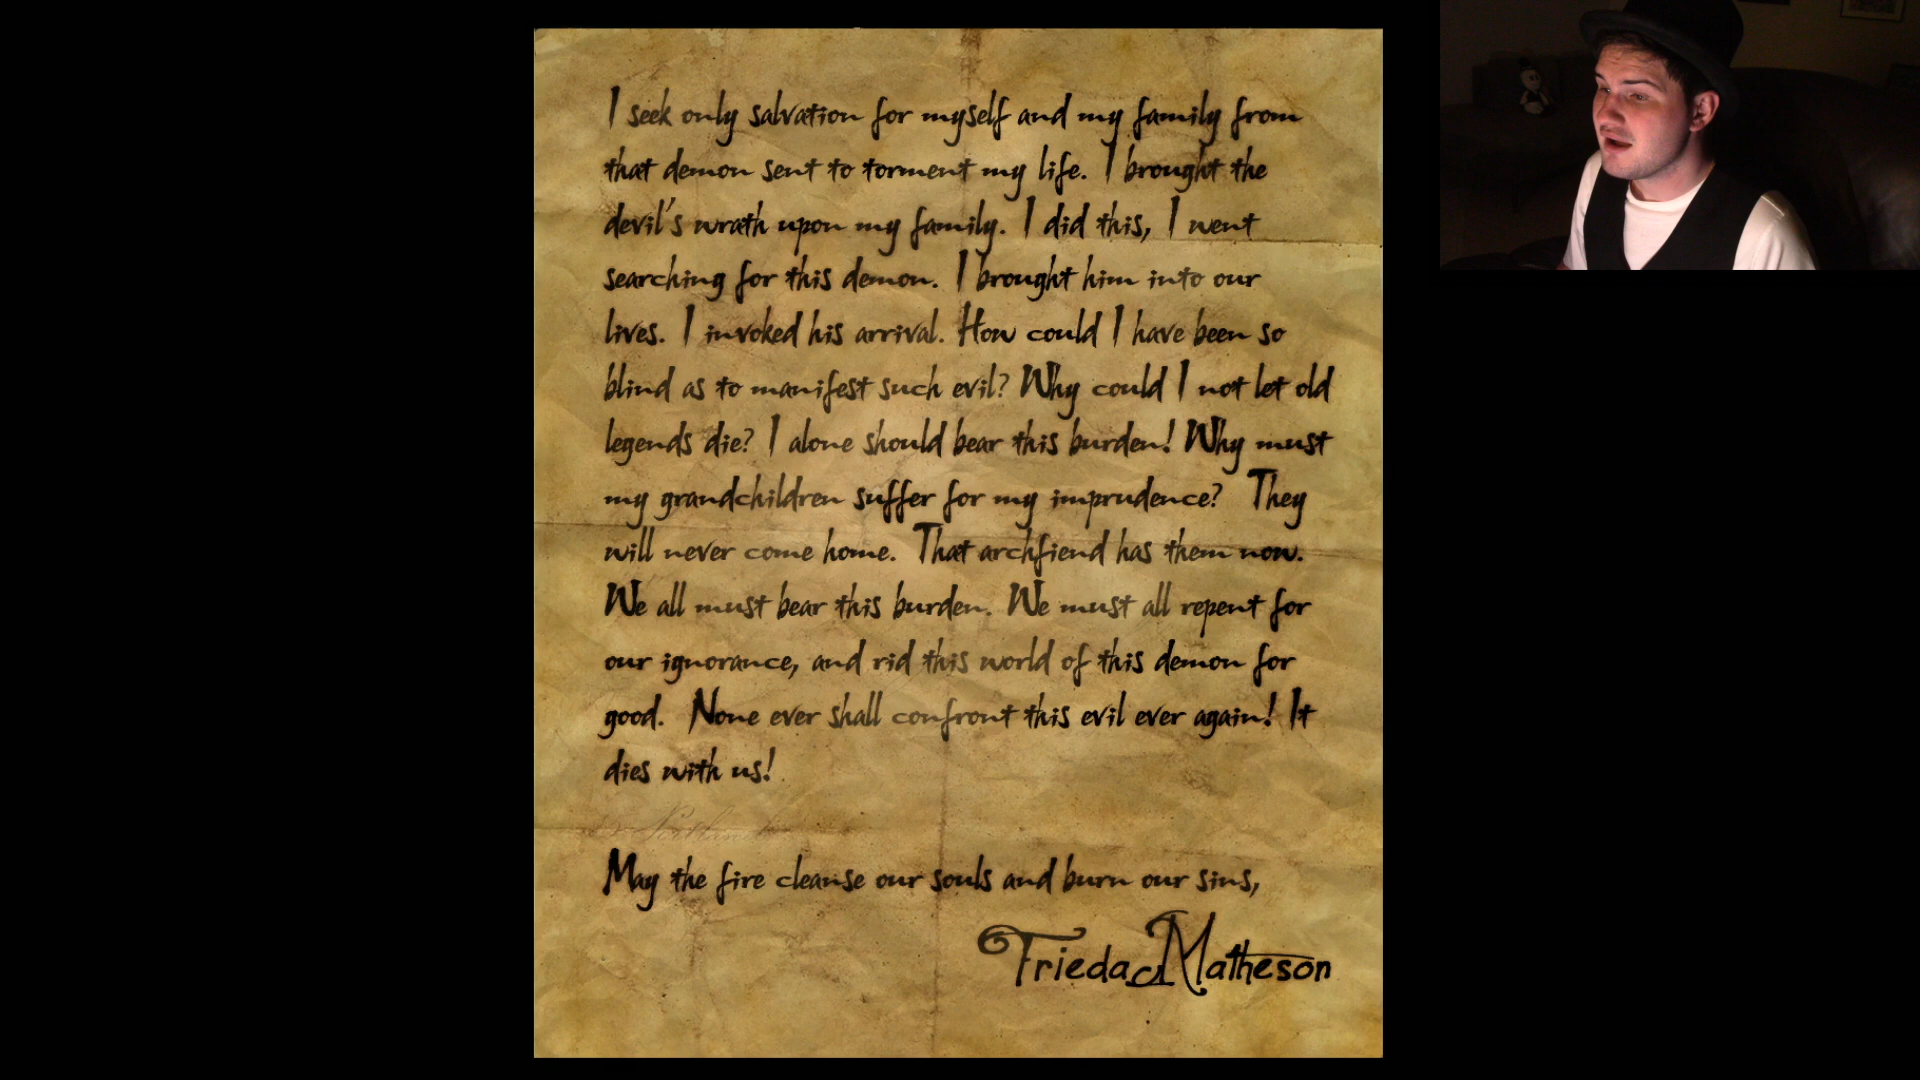 I seek only salvation for myself and my family from
that demon sent to torment my life. I brought the
devil's wrath upon my family. I did this, I went
searching for this demon. I brought him into our
lives. I invoked his arrival. How could I have been so
blind as to manifest such evil? Why could I not let old
legends die? I alone should bear this burden! Why must
my grandchildren suffer for my imprudence? They
will never come home. That archfiend has them now.
We all must bear this burden. We must all repent for
our ignorance, and rid this world of this demon for
good. None ever shall confront this evil ever again! It
dies with us!
May the fire cleanse our souls and burn our sins,
Frieda Matheson